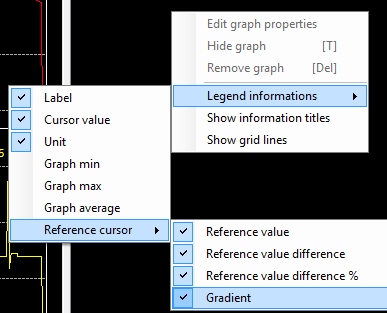 Edit graph properties
Hide graph [T]
Remove graph [Del]
Legend informations
Show information titles
Show grid lines
Label
Cursor value
Unit
Graph min
Graph max
Graph average
Reference cursor
Reference value
Reference value difference
Reference value difference %
Gradient